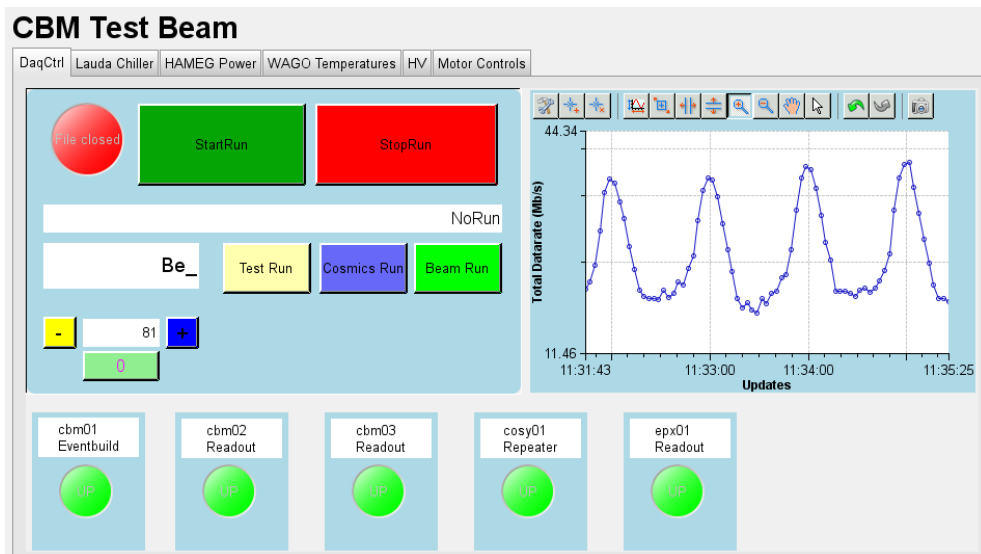 CBM Test Beam
DaqCtrl Lauda Chiller HAMEG Power WAGO Temperatures HV Motor Controls
File closed
StartRun
StopRun
NoRun
Be_
Test Run
Cosmics Run
Beam Run
-
81
+
0
44.34
Total Datarate (Mb/s)
11.46
11:31:43 11:33:00 11:34:00 11:35:25
Updates
cbm01
Eventbuild
UP
cbm02
Readout
UP
cbm03
Readout
UP
cosy01
Repeater
UP
epx01
Readout
UP